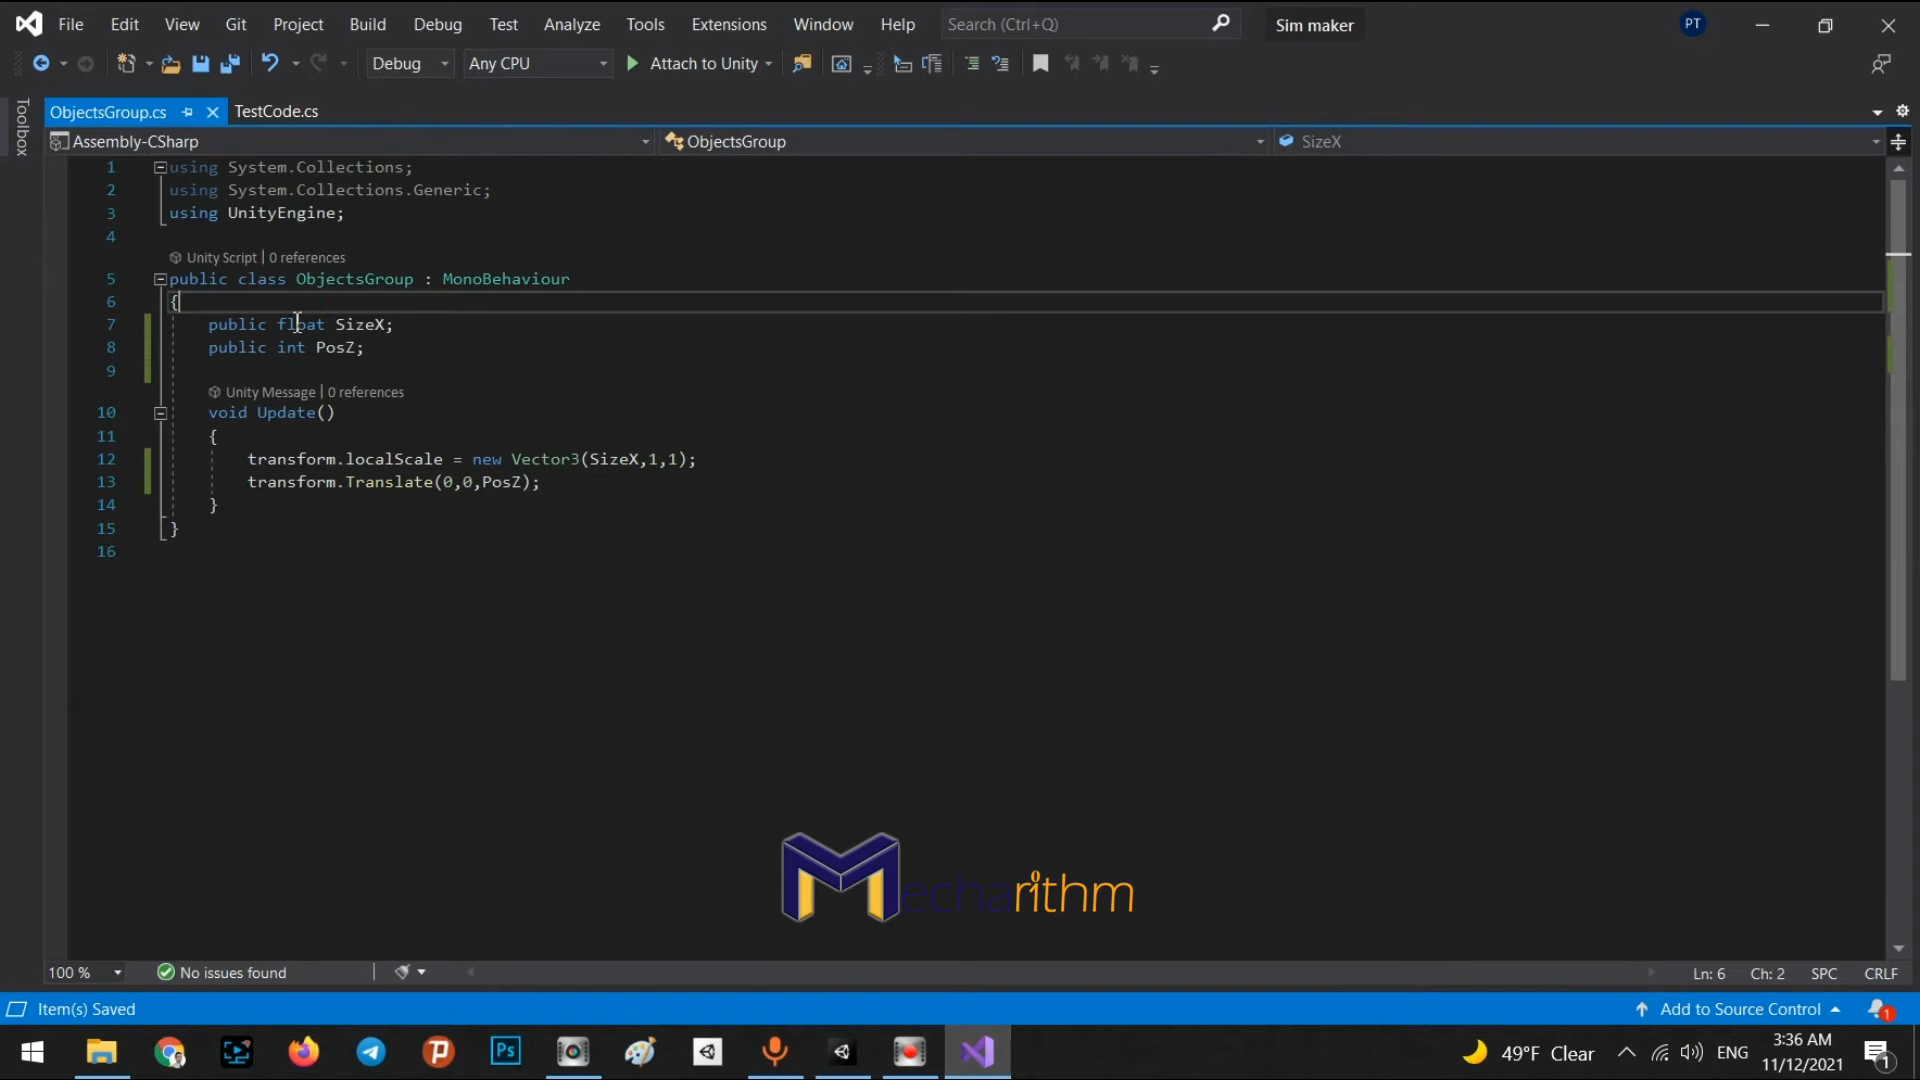 File Edit View Git Project Build Debug Test Analyze Tools Extensions Window Help Search (Ctrl+Q) Sim maker PT
Debug Any CPU Attach to Unity
Toolbox
ObjectsGroup.cs TestCode.cs
Assembly-CSharp ObjectsGroup SizeX
1 using System.Collections;
2 using System.Collections.Generic;
3 using UnityEngine;
4
Unity Script | 0 references
5 public class ObjectsGroup : MonoBehaviour
6 {
7 public float SizeX;
8 public int PosZ;
9
Unity Message | 0 references
10 void Update()
11 {
12 transform.localScale = new Vector3(SizeX,1,1);
13 transform.Translate(0,0,PosZ);
14 }
15 }
16
Mecharithm
100 % No issues found Ln: 6 Ch: 2 SPC CRLF
Item(s) Saved Add to Source Control 1
Ps 49°F Clear ENG 3:36 AM
11/12/2021 1